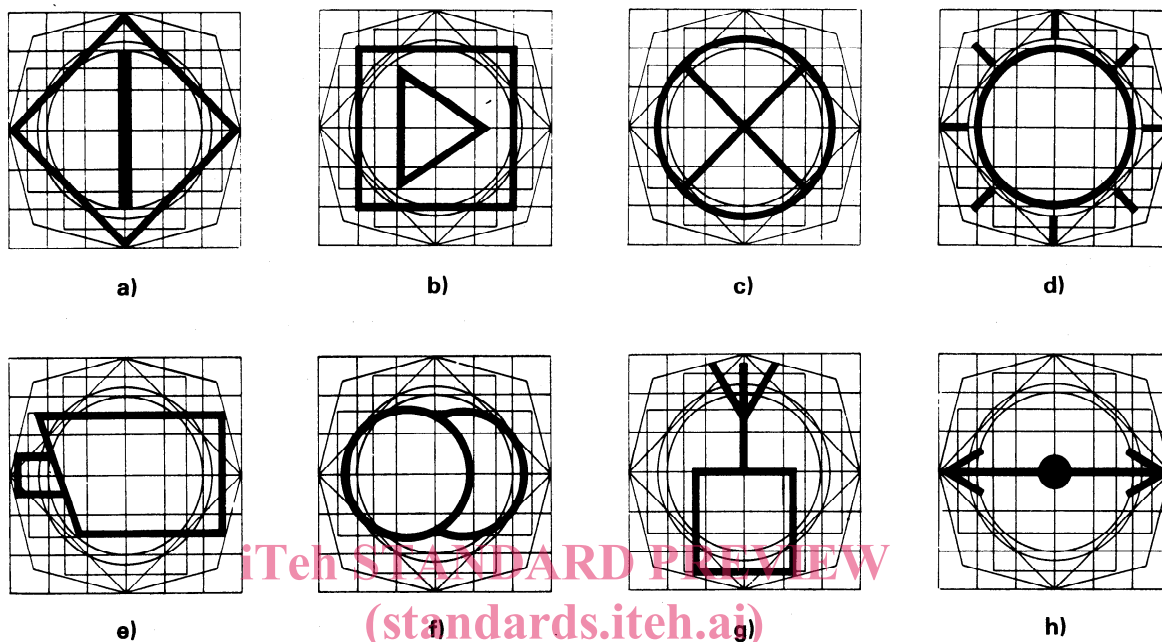 a) b) c) d)
iTeh STANDARD PREVIEW
(standards.iteh.ai)
e) f) g) h)